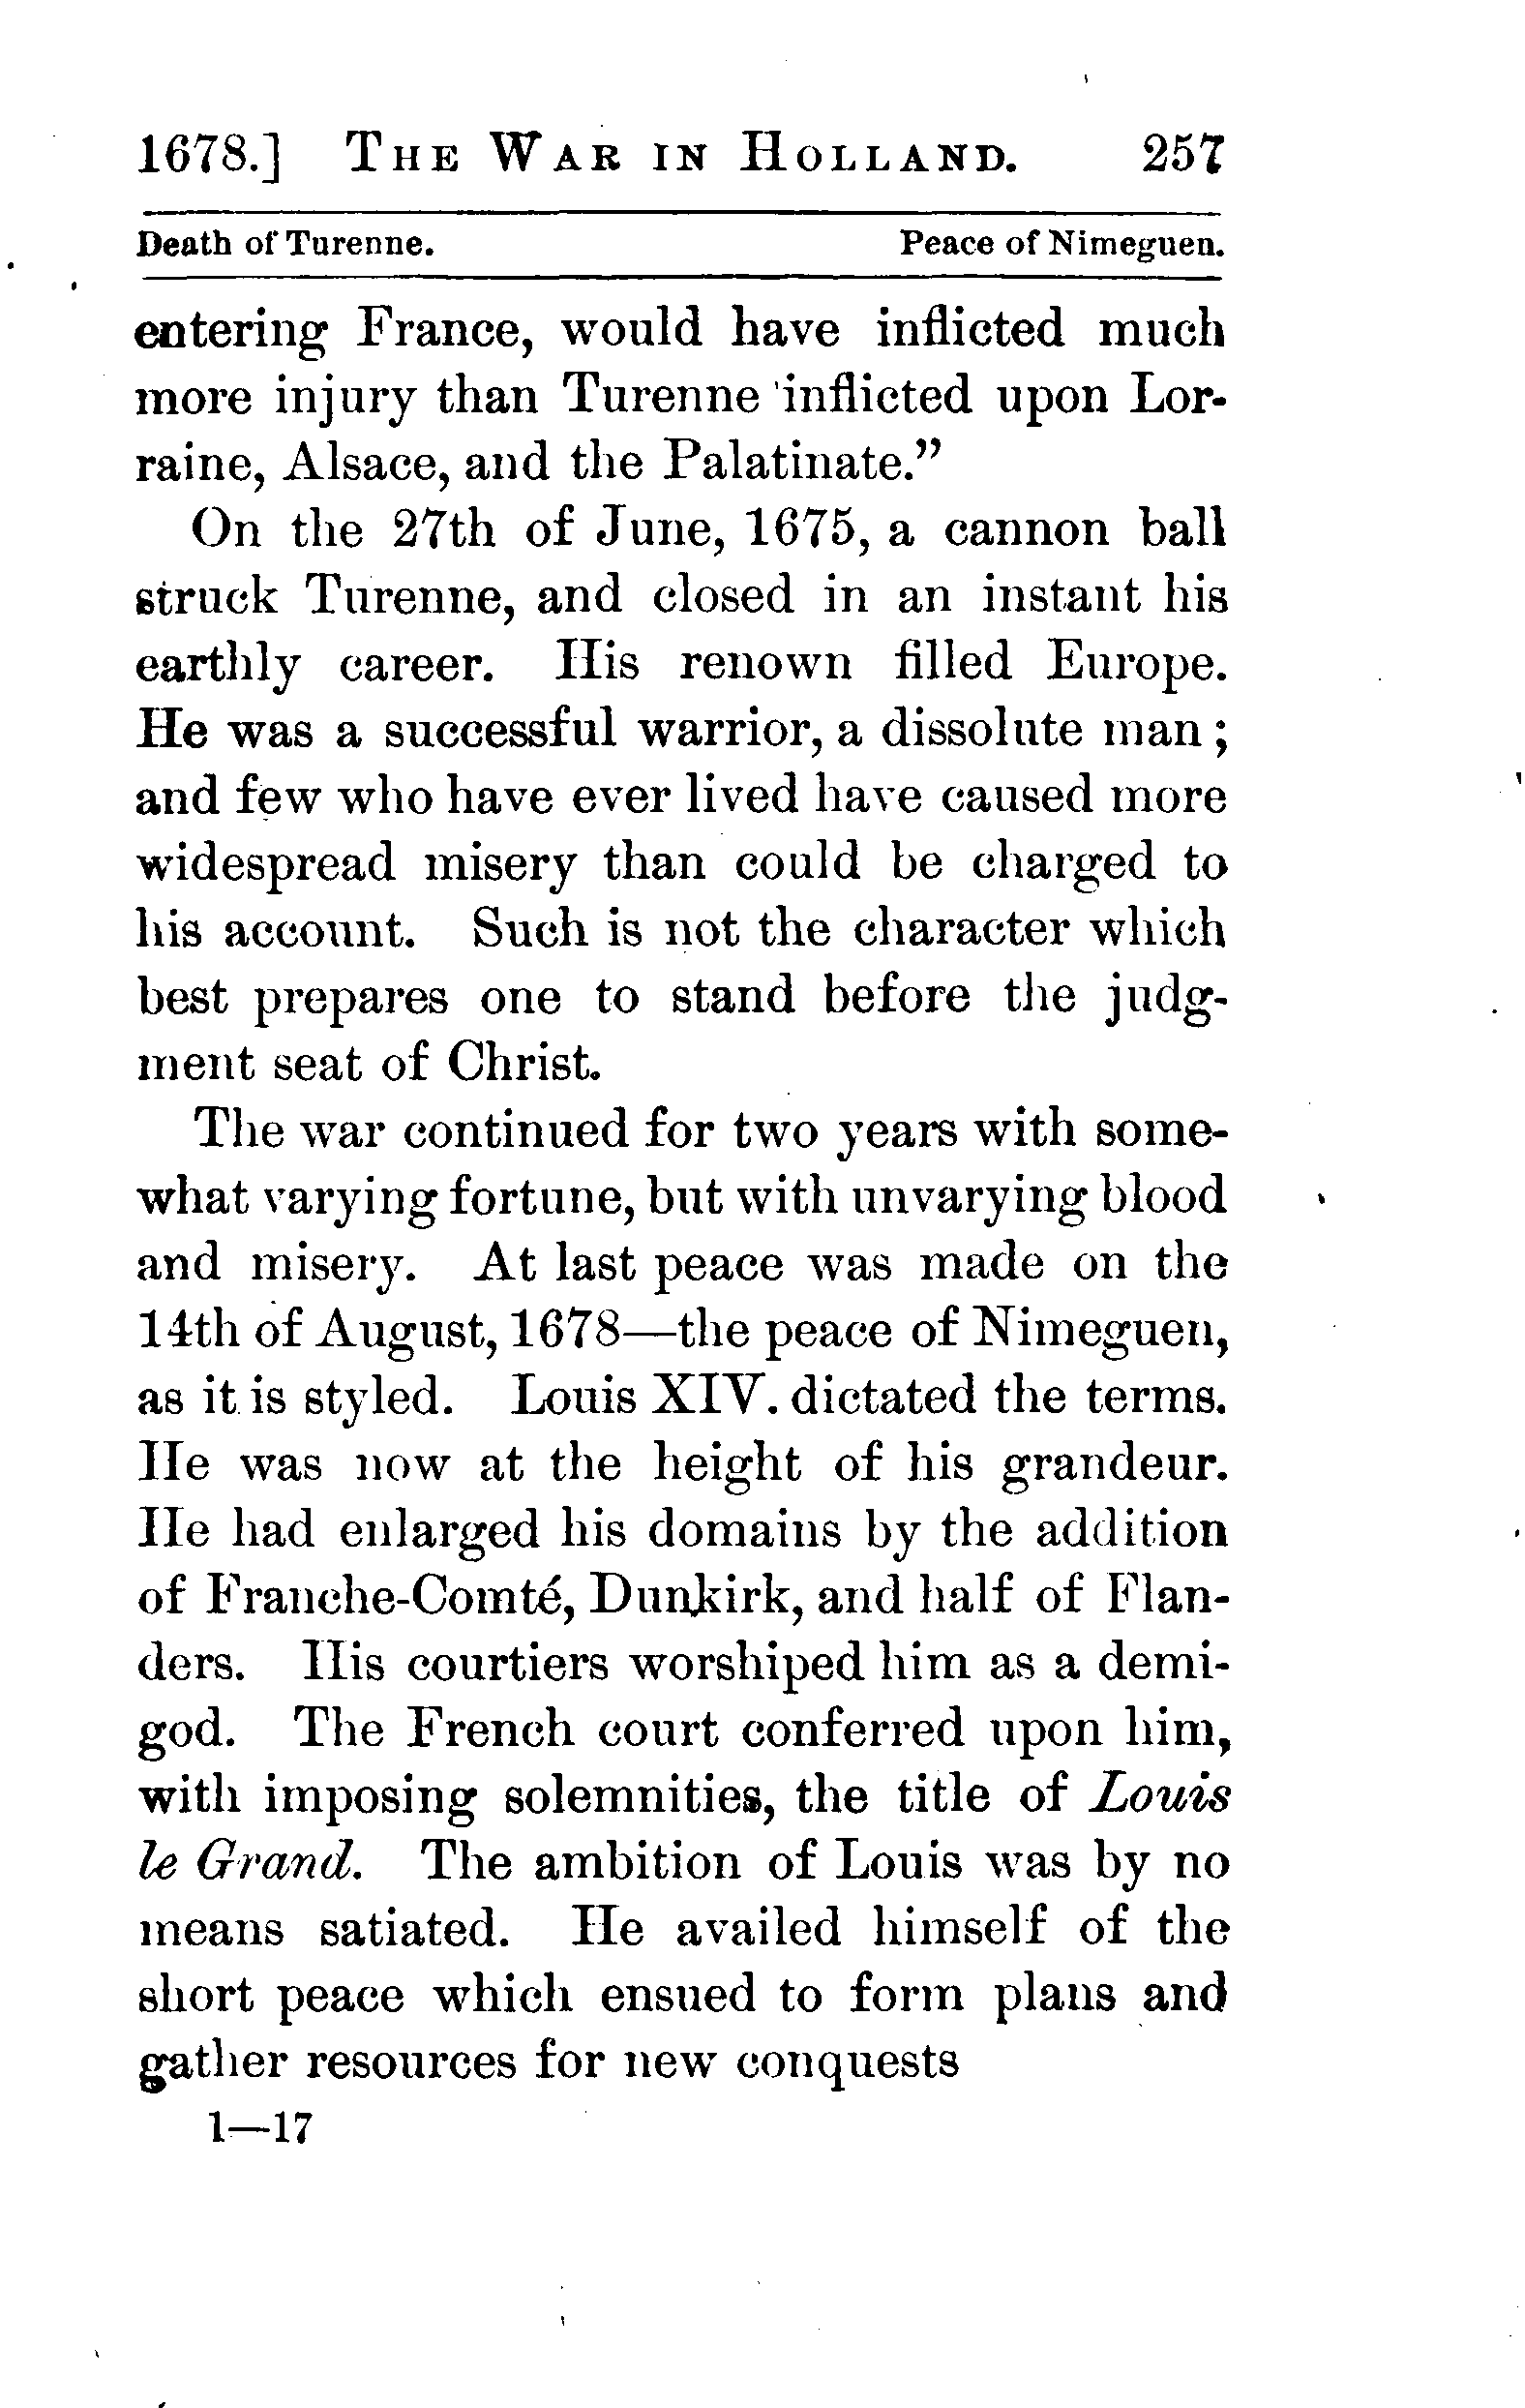 1678.] THE WAR IN HOLLAND. 257
Death of Turenne. Peace of Nimeguen.
entering France, would have inflicted much
more injury than Turenne inflicted upon Lor-
raine, Alsace, and the Palatinate.”
On the 27th of June, 1675, a cannon ball
struck Turenne, and closed in an instant his
earthly career. His renown filled Europe.
He was a successful warrior, a dissolute man;
and few who have ever lived have caused more
widespread misery than could be charged to
his account. Such is not the character which
best prepares one to stand before the judg-
ment seat of Christ.
The war continued for two years with some-
what varying fortune, but with unvarying blood
and misery. At last peace was made on the
14th of August, 1678—the peace of Nimeguen,
as it is styled. Louis XIV. dictated the terms.
He was now at the height of his grandeur.
He had enlarged his domains by the addition
of Franche-Comté, Dunkirk, and half of Flan-
ders. His courtiers worshiped him as a demi-
god. The French court conferred upon him,
with imposing solemnities, the title of Louis
le Grand. The ambition of Louis was by no
means satiated. He availed himself of the
short peace which ensued to form plans and
gather resources for new conquests
1—17